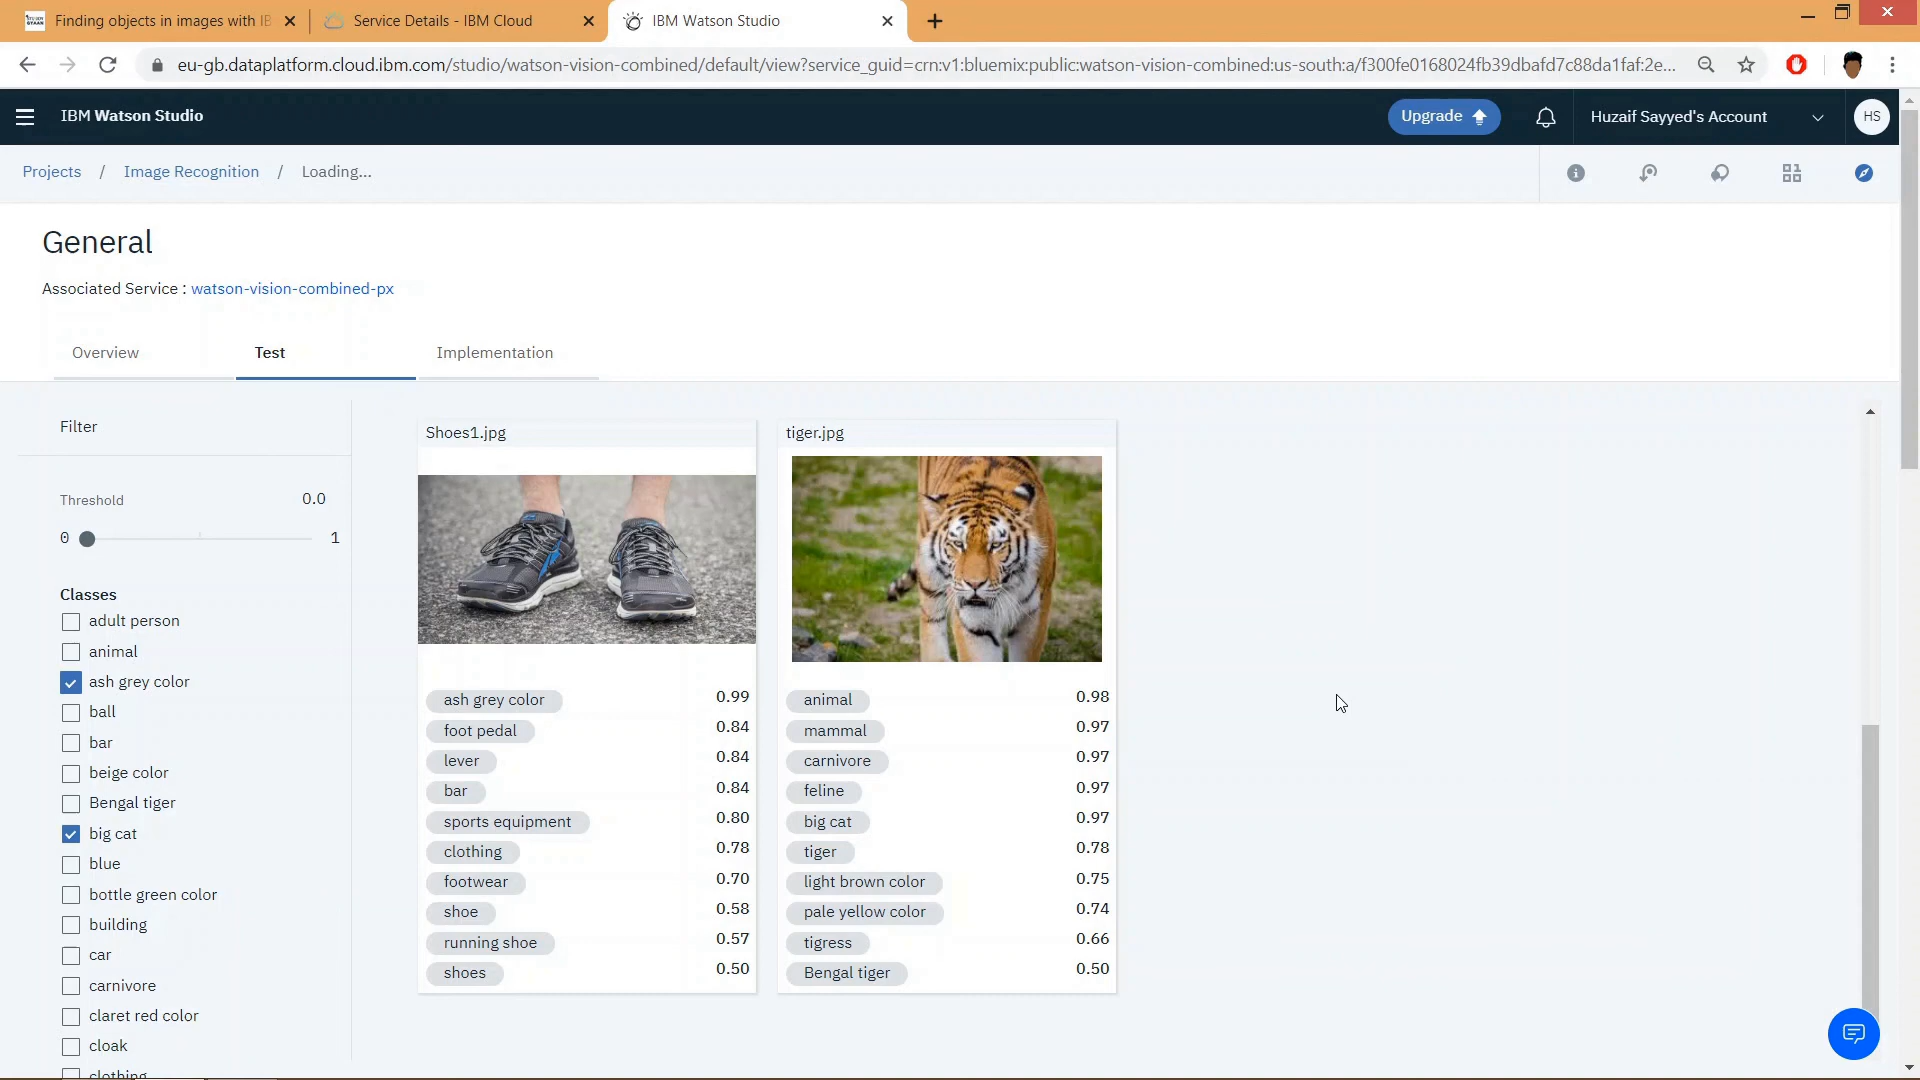 Finding objects in images with IB
Service Details - IBM Cloud
IBM Watson Studio
eu-gb.dataplatform.cloud.ibm.com/studio/watson-vision-combined/default/view?service_guid=crn:v1:bluemix:public:watson-vision-combined:us-south:a/f300fe0168024fb39dbafd7c88da1faf:2e...
IBM Watson Studio
Upgrade
Huzaif Sayyed's Account
HS
Projects / Image Recognition / Loading...
General
Associated Service : watson-vision-combined-px
Overview
Test
Implementation
Filter
Threshold 0.0
0 1
Classes
adult person
animal
ash grey color
ball
bar
beige color
Bengal tiger
big cat
blue
bottle green color
building
car
carnivore
claret red color
cloak
clothing
Shoes1.jpg
ash grey color 0.99
foot pedal 0.84
lever 0.84
bar 0.84
sports equipment 0.80
clothing 0.78
footwear 0.70
shoe 0.58
running shoe 0.57
shoes 0.50
tiger.jpg
animal 0.98
mammal 0.97
carnivore 0.97
feline 0.97
big cat 0.97
tiger 0.78
light brown color 0.75
pale yellow color 0.74
tigress 0.66
Bengal tiger 0.50